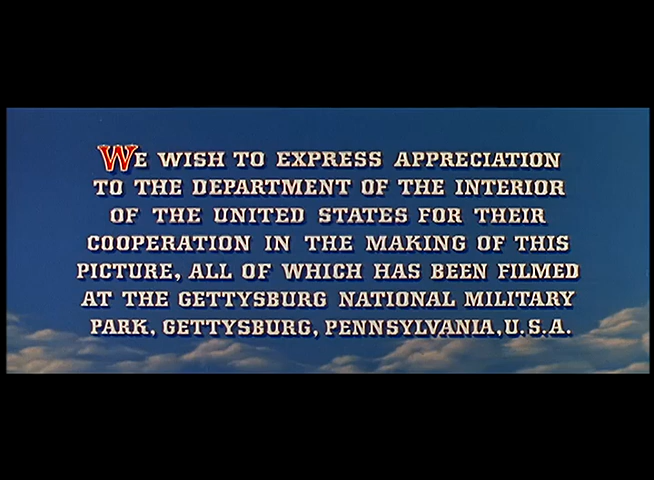 WE WISH TO EXPRESS APPRECIATION
TO THE DEPARTMENT OF THE INTERIOR
OF THE UNITED STATES FOR THEIR
COOPERATION IN THE MAKING OF THIS
PICTURE, ALL OF WHICH HAS BEEN FILMED
AT THE GETTYSBURG NATIONAL MILITARY
PARK, GETTYSBURG, PENNSYLVANIA, U.S.A.